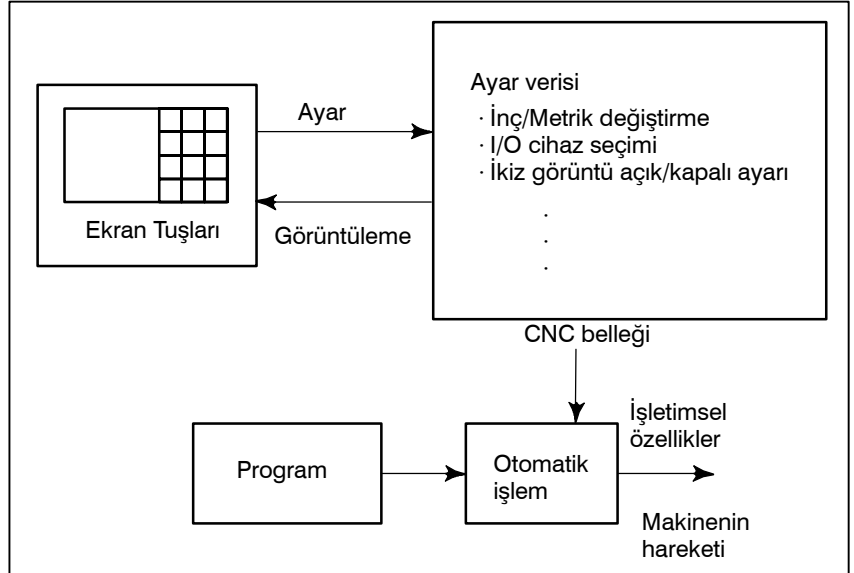 Ayar verisi
· İnç/Metrik değiştirme
· I/O cihaz seçimi
· İkiz görüntü açık/kapalı ayarı
.
.
.
Ayar
Görüntüleme
Ekran Tuşları
CNC belleği
Program
Otomatik
işlem
İşletimsel
özellikler
Makinenin
hareketi